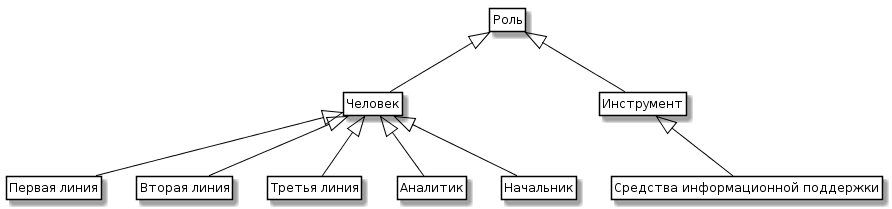 Роль
Человек
Инструмент
Первая линия
Вторая линия
Третья линия
Аналитик
Начальник
Средства информационной поддержки